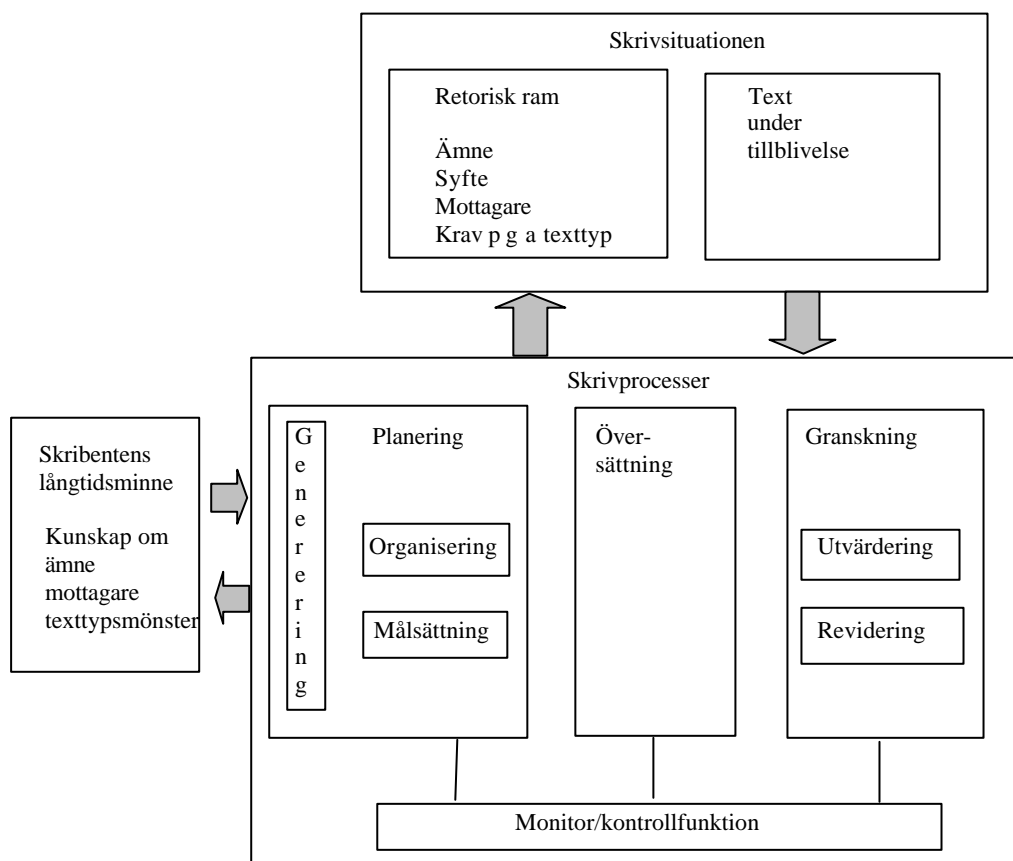 Skrivsituationen
Retorisk ram
Ämne
Syfte
Mottagare
Krav p g a texttyp
Text
under
tillblivelse
Skrivprocesser
Skribentens
långtidsminne
Kunskap om
ämne
mottagare
texttypsmönster
Generering
Planering
Organisering
Målsättning
Över-
sättning
Granskning
Utvärdering
Revidering
Monitor/kontrollfunktion